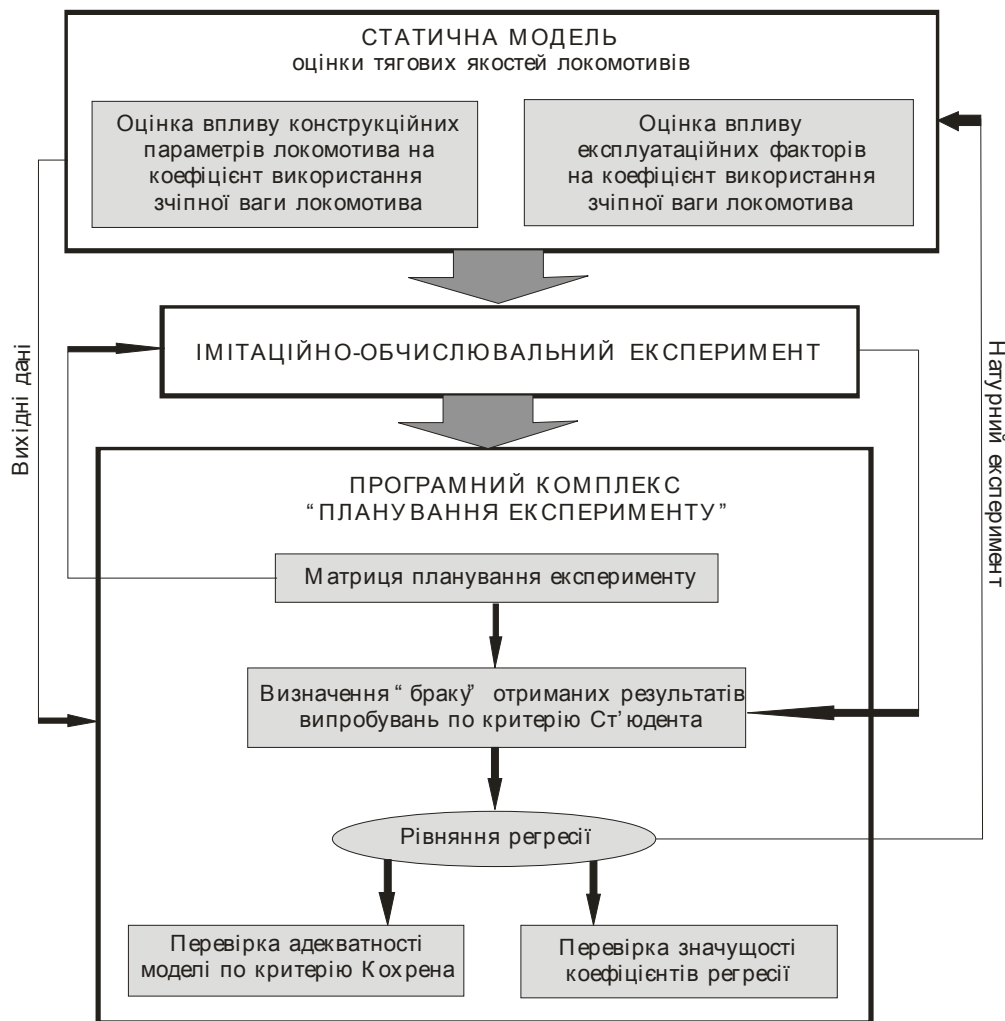 СТАТИЧНА МОДЕЛЬ
оцінки тягових якостей локомотивів
Оцінка впливу конструкційних
параметрів локомотива на
коефіцієнт використання
зчіпної ваги локомотива
Оцінка впливу
експлуатаційних факторів
на коефіцієнт використання
зчіпної ваги локомотива
Вихідні дані
ІМІТАЦІЙНО-ОБЧИСЛЮВАЛЬНИЙ ЕКСПЕРИМЕНТ
Натурний експеримент
ПРОГРАМНИЙ КОМПЛЕКС
“ПЛАНУВАННЯ ЕКСПЕРИМЕНТУ”
Матриця планування експерименту
Визначення “браку” отриманих результатів
випробувань по критерію Ст’юдента
Рівняння регресії
Перевірка адекватності
моделі по критерію Кохрена
Перевірка значущості
коефіцієнтів регресії